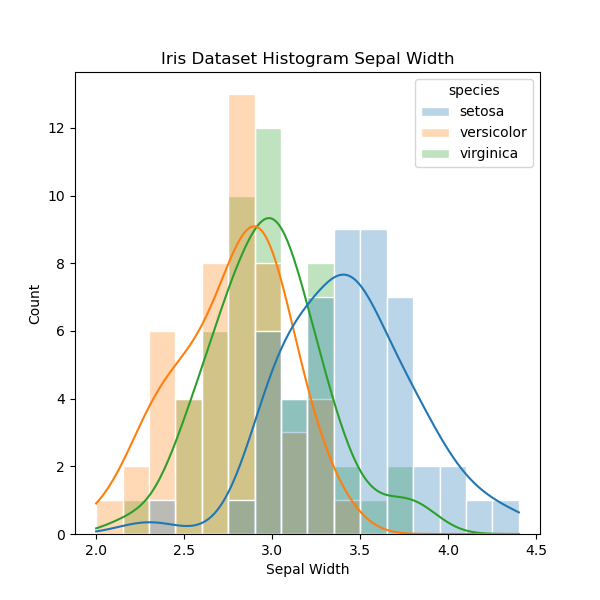 Iris Dataset Histogram Sepal Width
species
setosa
versicolor
virginica
Count
12
10
8
6
4
2
0
2.0 2.5 3.0 3.5 4.0 4.5
Sepal Width